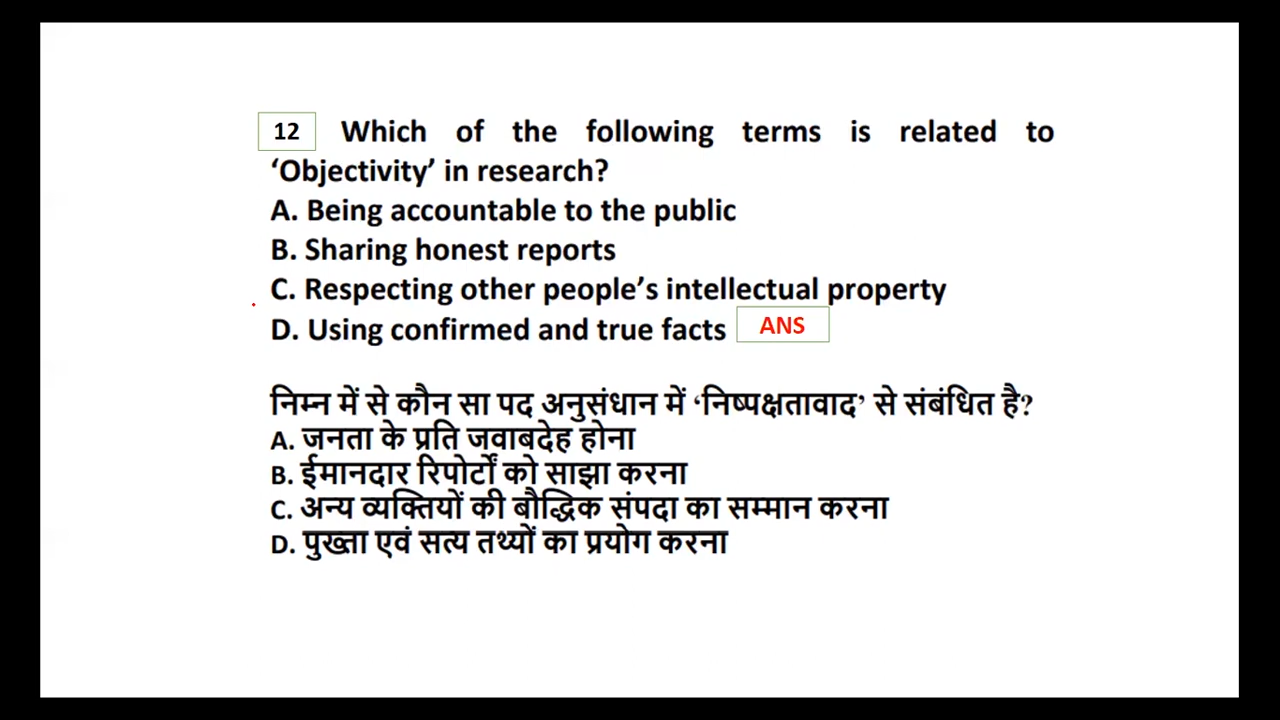 12 Which of the following terms is related to
‘Objectivity’ in research?
A. Being accountable to the public
B. Sharing honest reports
C. Respecting other people’s intellectual property
D. Using confirmed and true facts ANS
निम्न में से कौन सा पद अनुसंधान में ‘निष्पक्षतावाद’ से संबंधित है?
A. जनता के प्रति जवाबदेह होना
B. ईमानदार रिपोर्टों को साझा करना
C. अन्य व्यक्तियों की बौद्धिक संपदा का सम्मान करना
D. पुख्ता एवं सत्य तथ्यों का प्रयोग करना